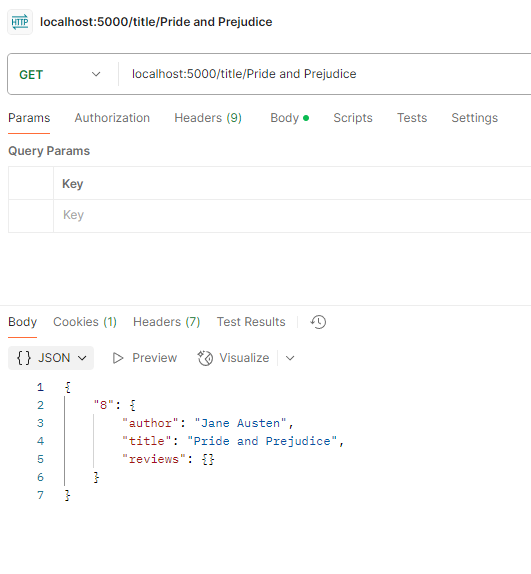 HTTP localhost:5000/title/Pride and Prejudice
GET localhost:5000/title/Pride and Prejudice
Params Authorization Headers (9) Body Scripts Tests Settings
Query Params
Key
Key
Body Cookies (1) Headers (7) Test Results
{} JSON Preview Visualize
1 {
2 "8": {
3 "author": "Jane Austen",
4 "title": "Pride and Prejudice",
5 "reviews": {}
6 }
7 }